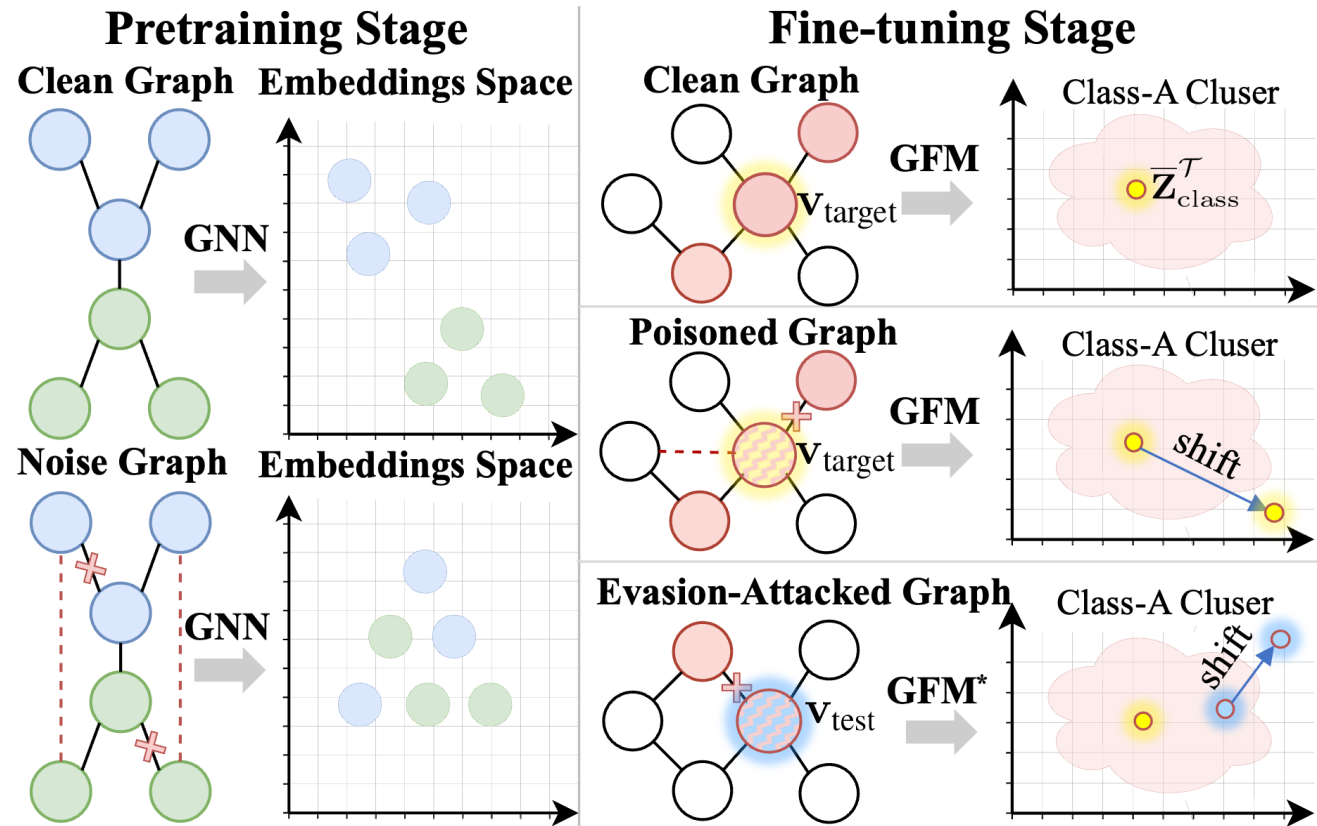 Pretraining Stage
Clean Graph
Embeddings Space
GNN
Noise Graph
Embeddings Space
GNN
Fine-tuning Stage
Clean Graph
v_target
GFM
Class-A Cluser
Z̅^𝒯_class
Poisoned Graph
v_target
GFM
Class-A Cluser
shift
Evasion-Attacked Graph
v_test
GFM*
Class-A Cluser
shift